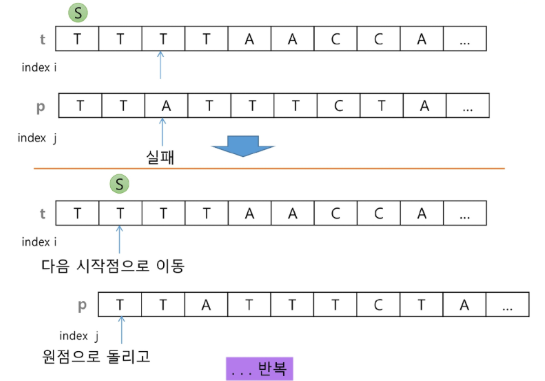 S
t T T T T A A C C A ...
index i
p T T A T T T C T A ...
index j
실패
S
t T T T T A A C C A ...
index i
다음 시작점으로 이동
p T T A T T T C T A ...
index j
원점으로 돌리고
. . . 반복